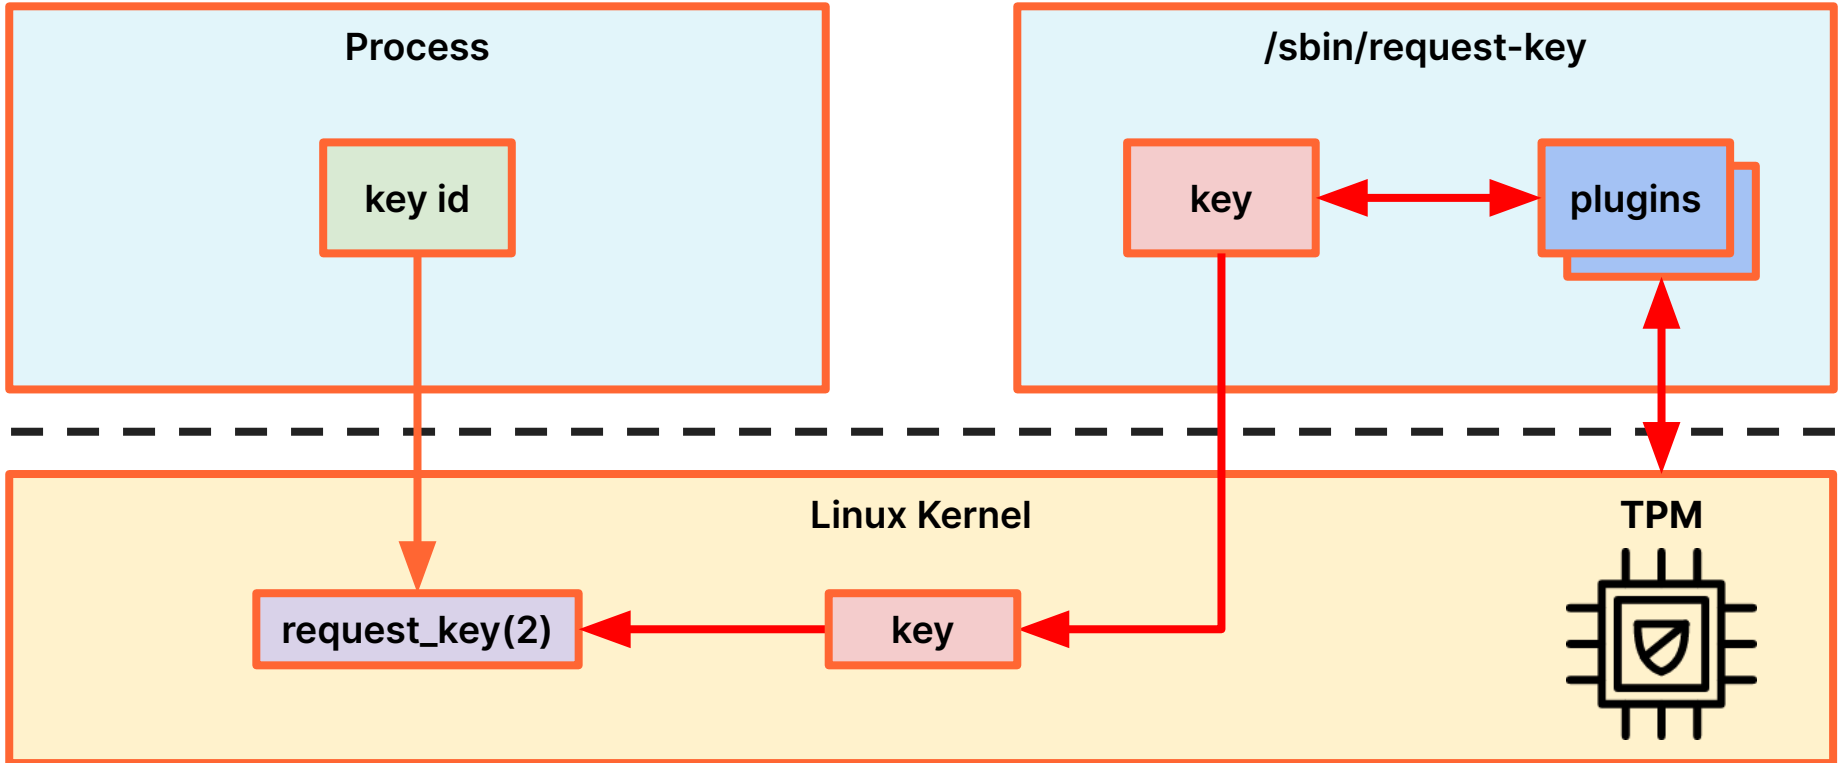 Process
/sbin/request-key
key id
key
plugins
Linux Kernel
TPM
request_key(2)
key